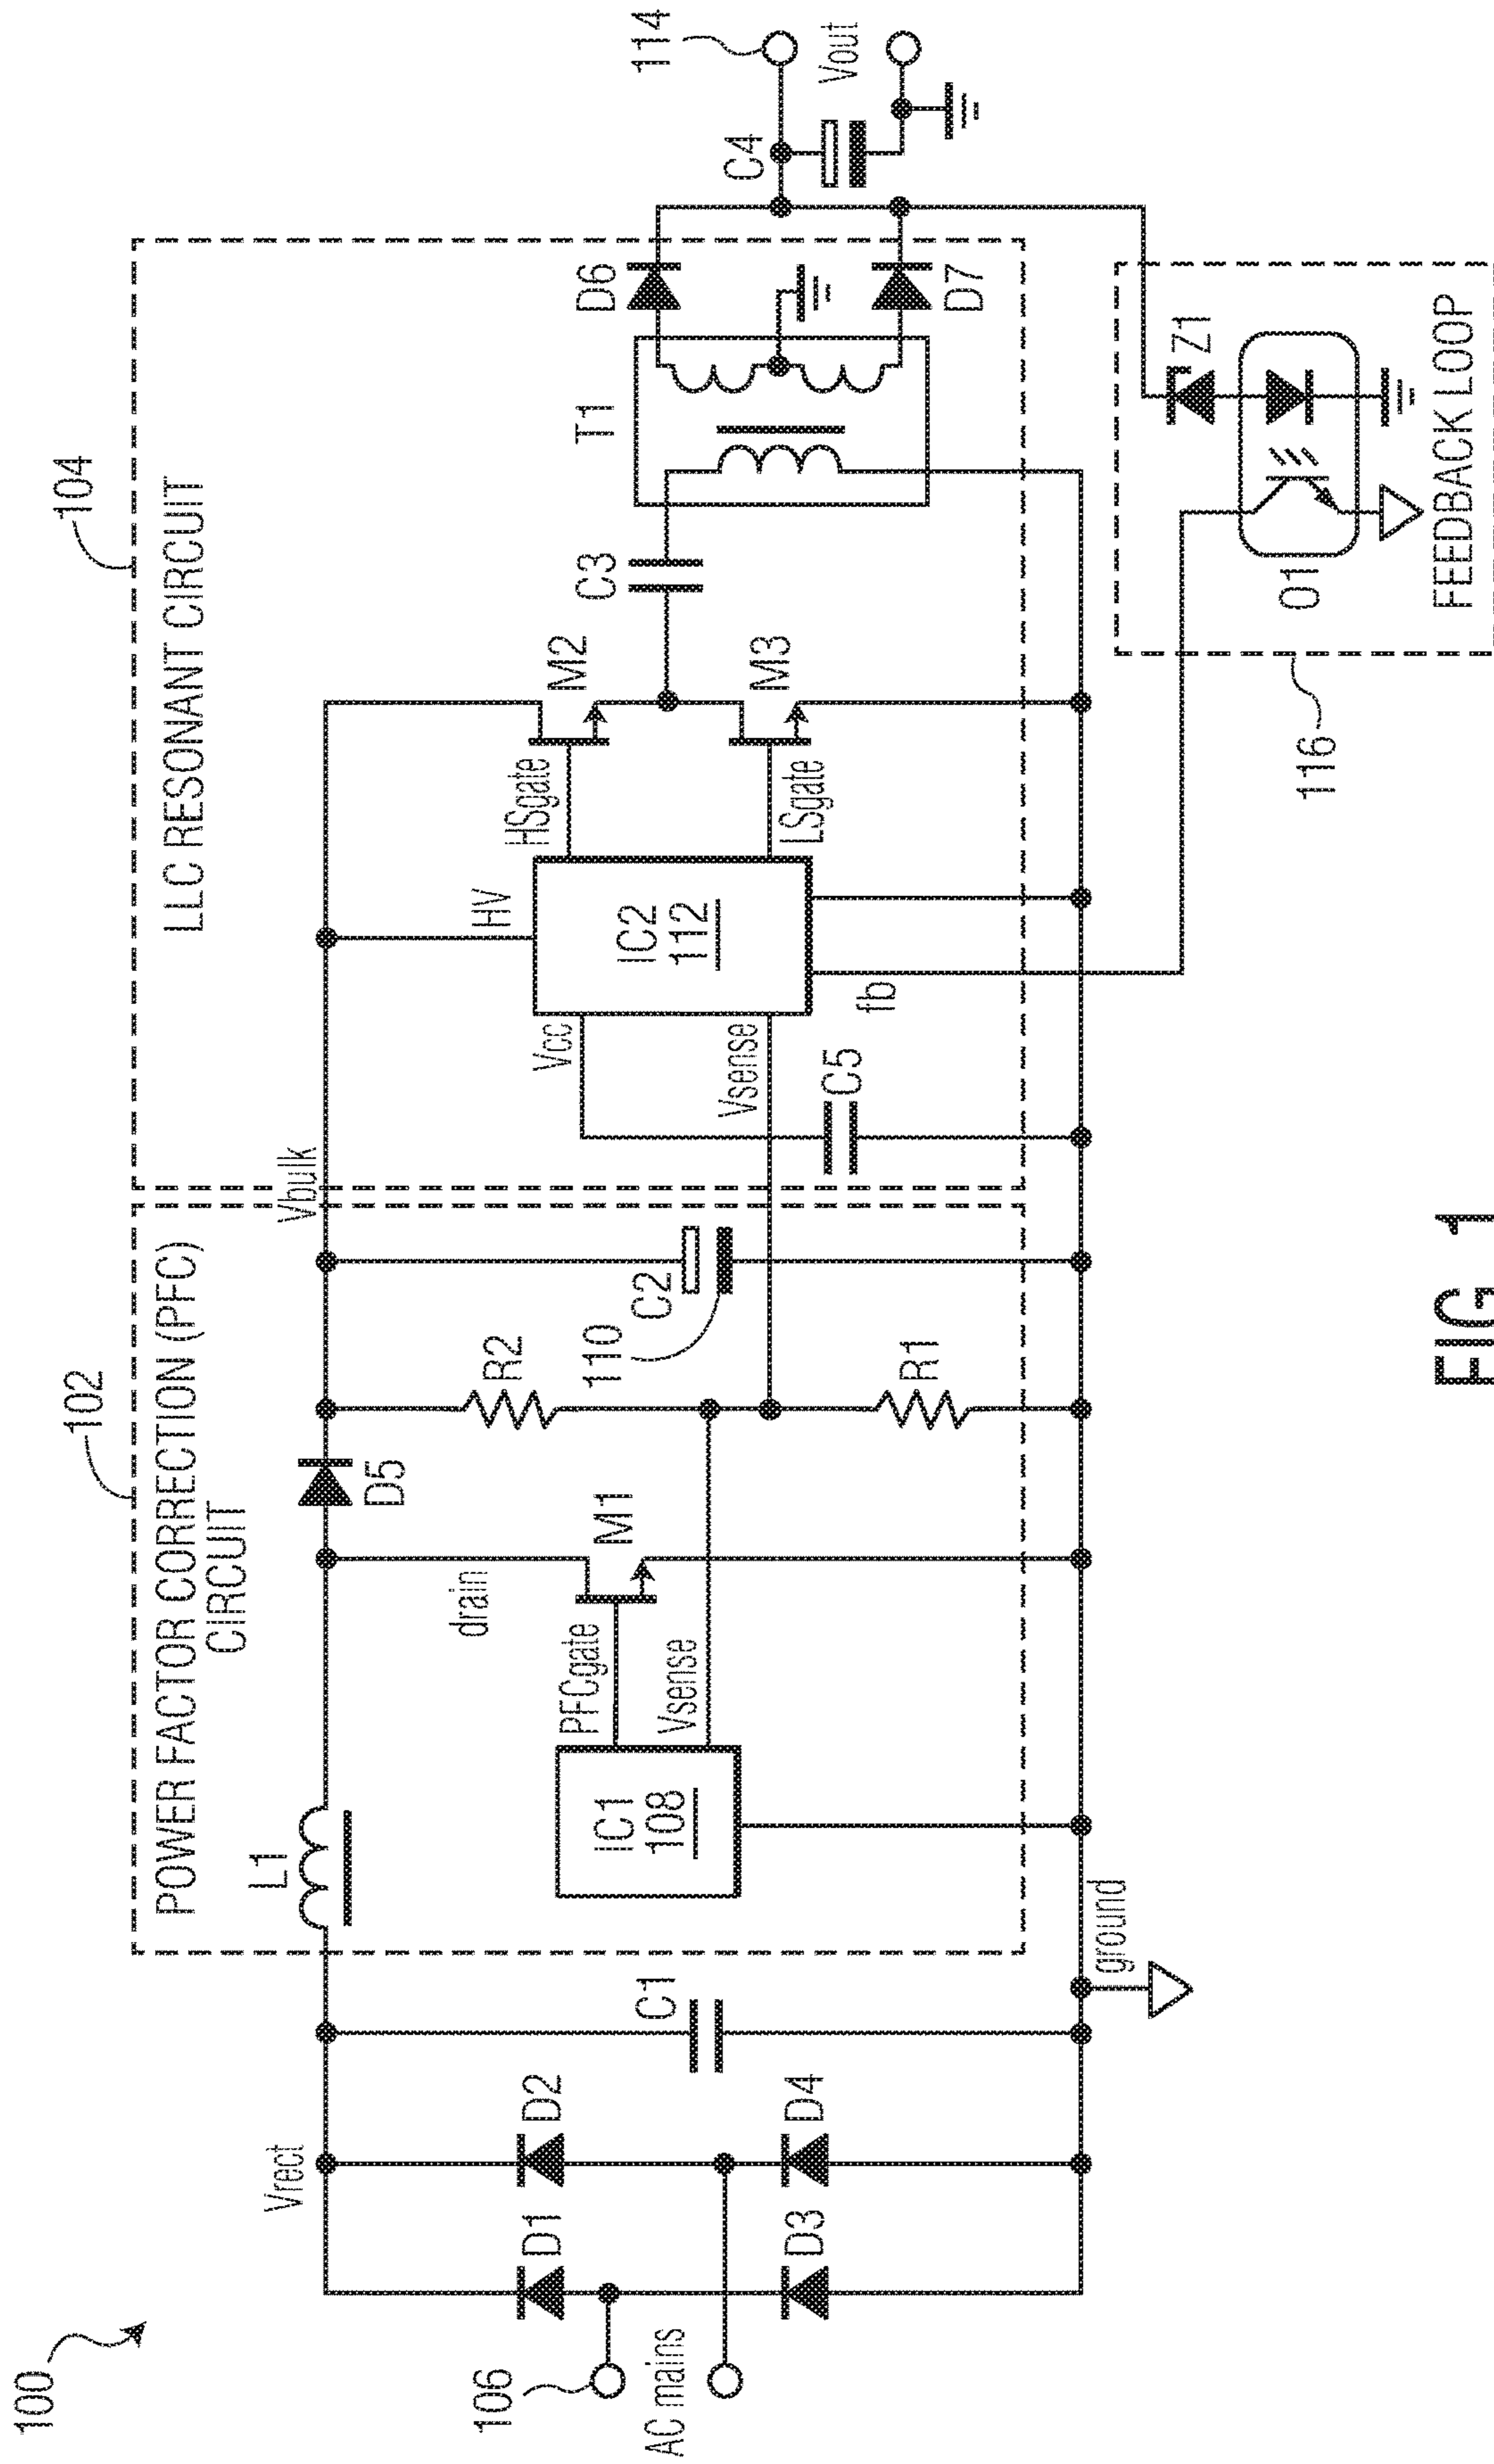 100
102
104
POWER FACTOR CORRECTION (PFC)
CIRCUIT
LLC RESONANT CIRCUIT
Vrect
L1
D5
Vbulk
106
AC mains
D1
D2
D3
D4
C1
IC1
108
PFCgate
Vsense
drain
M1
R2
110
C2
R1
Vcc
Vsense
C5
HV
IC2
112
fb
HSgate
LSgate
M2
M3
C3
T1
D6
D7
C4
114
Vout
ground
116
O1
Z1
FEEDBACK LOOP
FIG. 1